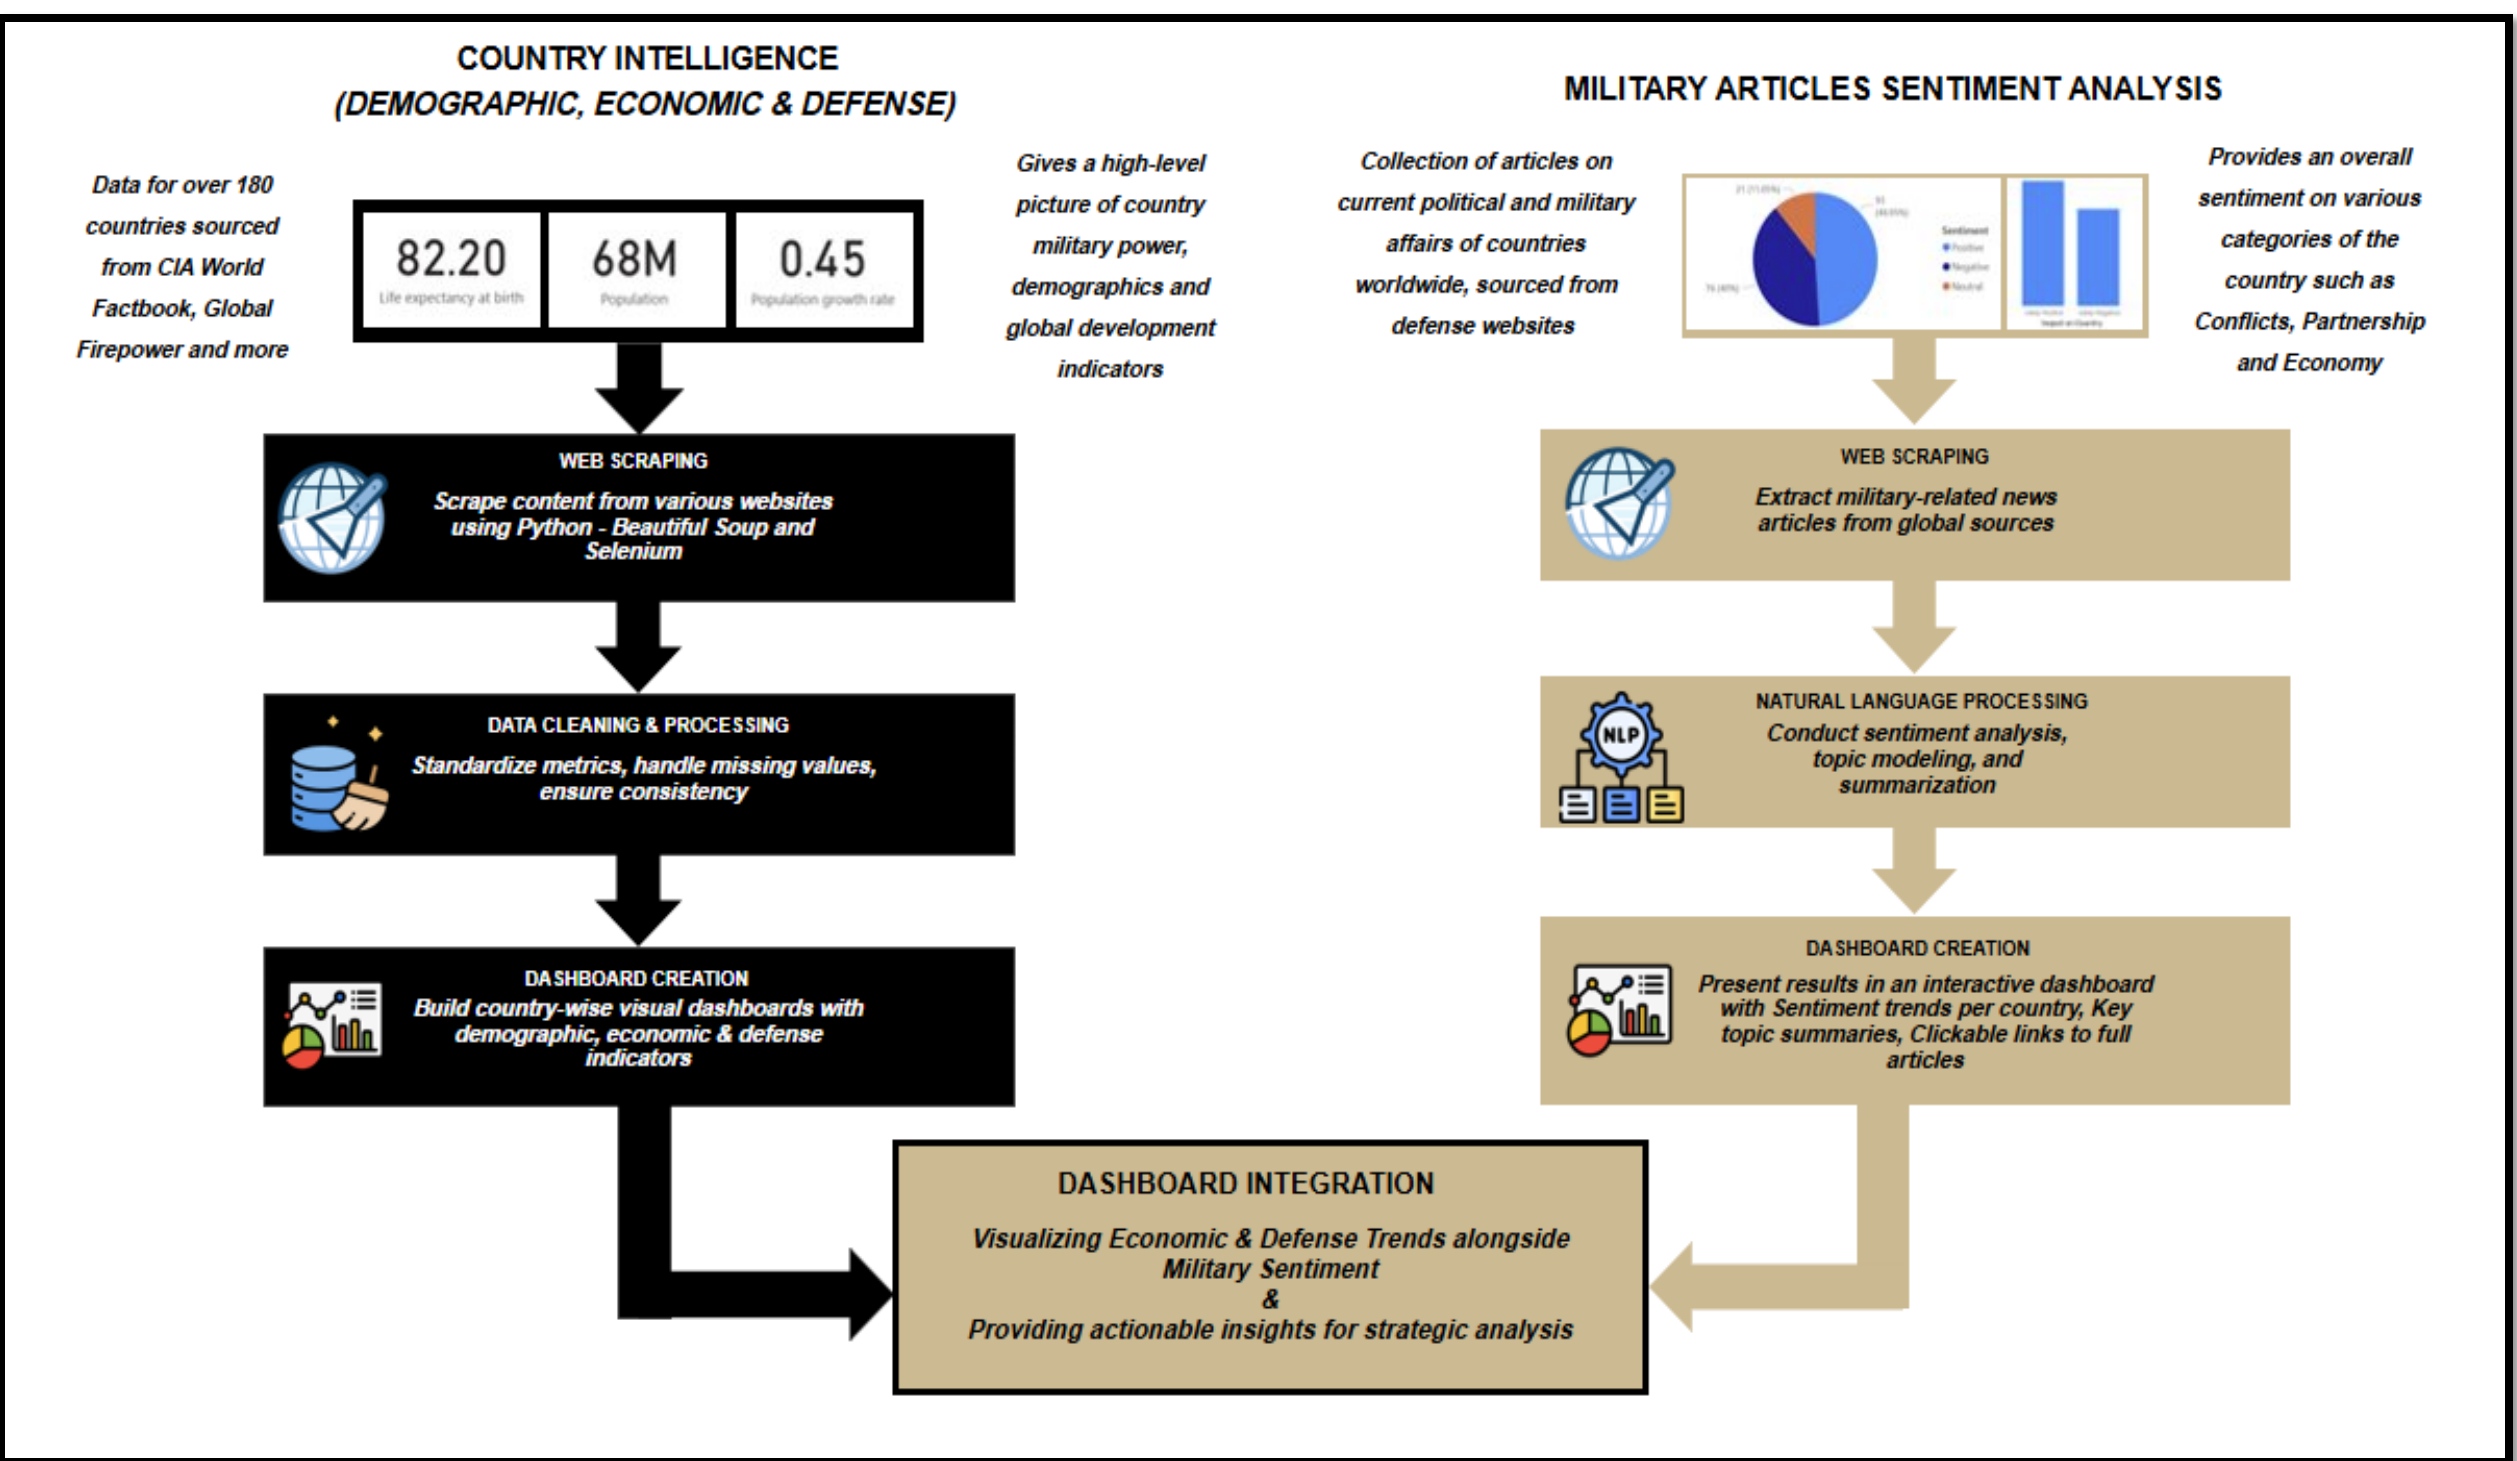 COUNTRY INTELLIGENCE
(DEMOGRAPHIC, ECONOMIC & DEFENSE)
Data for over 180
countries sourced
from CIA World
Factbook, Global
Firepower and more
82.20
Life expectancy at birth
68M
Population
0.45
Population growth rate
Gives a high-level
picture of country
military power,
demographics and
global development
indicators
WEB SCRAPING
Scrape content from various websites
using Python - Beautiful Soup and
Selenium
DATA CLEANING & PROCESSING
Standardize metrics, handle missing values,
ensure consistency
DASHBOARD CREATION
Build country-wise visual dashboards with
demographic, economic & defense
indicators
MILITARY ARTICLES SENTIMENT ANALYSIS
Collection of articles on
current political and military
affairs of countries
worldwide, sourced from
defense websites
Sentiment
Positive
Negative
Neutral
Impact on Country
Provides an overall
sentiment on various
categories of the
country such as
Conflicts, Partnership
and Economy
WEB SCRAPING
Extract military-related news
articles from global sources
NLP
NATURAL LANGUAGE PROCESSING
Conduct sentiment analysis,
topic modeling, and
summarization
DASHBOARD CREATION
Present results in an interactive dashboard
with Sentiment trends per country, Key
topic summaries, Clickable links to full
articles
DASHBOARD INTEGRATION
Visualizing Economic & Defense Trends alongside
Military Sentiment
&
Providing actionable insights for strategic analysis